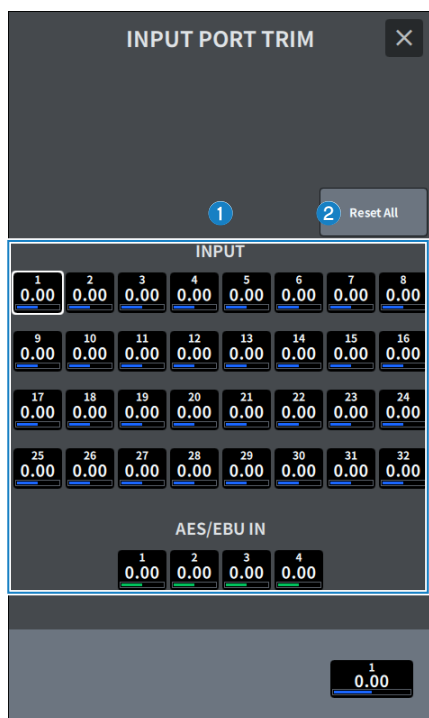 INPUT PORT TRIM
1
2 Reset All
INPUT
1 2 3 4 5 6 7 8
0.00 0.00 0.00 0.00 0.00 0.00 0.00 0.00
9 10 11 12 13 14 15 16
0.00 0.00 0.00 0.00 0.00 0.00 0.00 0.00
17 18 19 20 21 22 23 24
0.00 0.00 0.00 0.00 0.00 0.00 0.00 0.00
25 26 27 28 29 30 31 32
0.00 0.00 0.00 0.00 0.00 0.00 0.00 0.00
AES/EBU IN
1 2 3 4
0.00 0.00 0.00 0.00
1
0.00